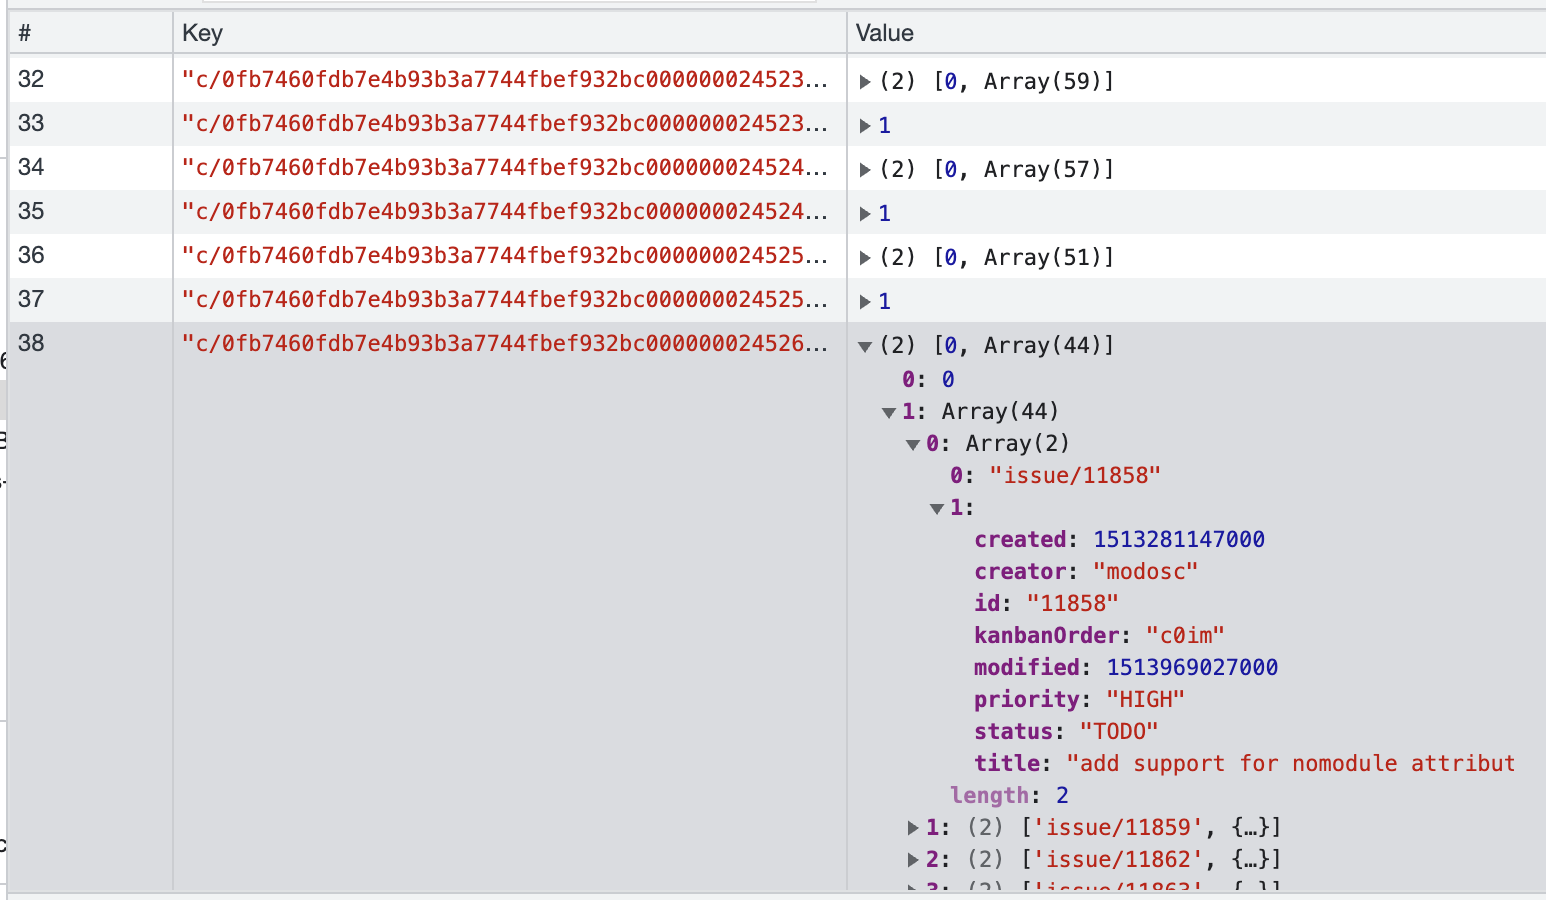 # Key Value
32 "c/0fb7460fdb7e4b93b3a7744fbef932bc000000024523… ▶(2) [0, Array(59)]
33 "c/0fb7460fdb7e4b93b3a7744fbef932bc000000024523… ▶1
34 "c/0fb7460fdb7e4b93b3a7744fbef932bc000000024524… ▶(2) [0, Array(57)]
35 "c/0fb7460fdb7e4b93b3a7744fbef932bc000000024524… ▶1
36 "c/0fb7460fdb7e4b93b3a7744fbef932bc000000024525… ▶(2) [0, Array(51)]
37 "c/0fb7460fdb7e4b93b3a7744fbef932bc000000024525… ▶1
38 "c/0fb7460fdb7e4b93b3a7744fbef932bc000000024526… ▼(2) [0, Array(44)]
0: 0
▼1: Array(44)
▼0: Array(2)
0: "issue/11858"
▼1:
created: 1513281147000
creator: "modosc"
id: "11858"
kanbanOrder: "c0im"
modified: 1513969027000
priority: "HIGH"
status: "TODO"
title: "add support for nomodule attribut
length: 2
▶1: (2) ['issue/11859', {…}]
▶2: (2) ['issue/11862', {…}]
▶3: (2) ['issue/11863', {…}]